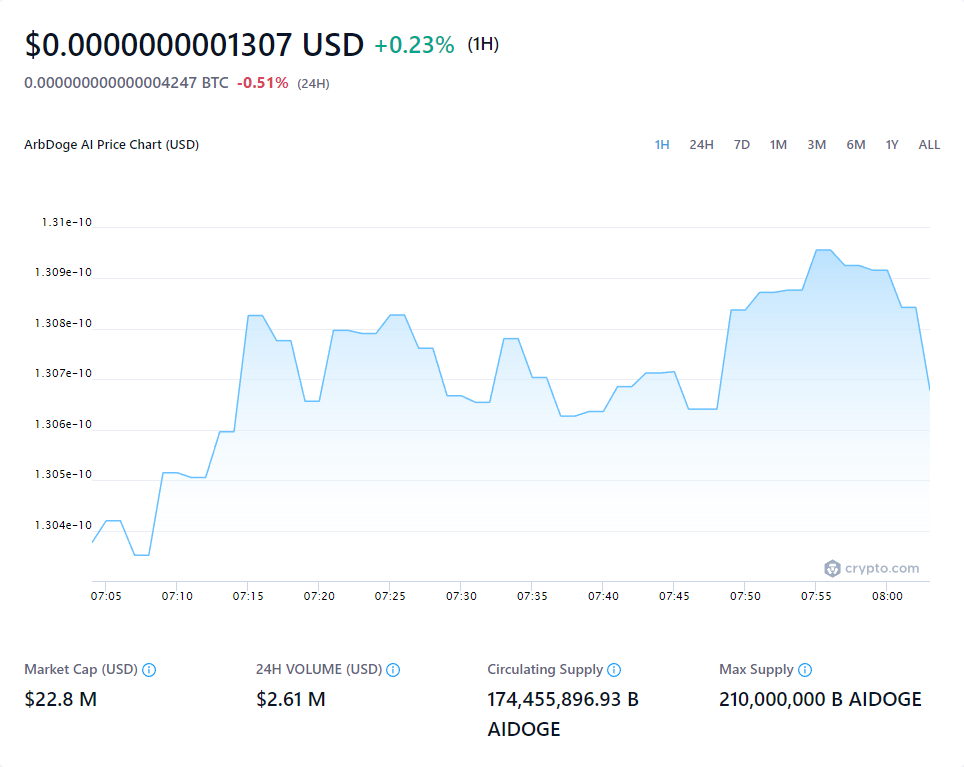 $0.0000000001307 USD +0.23% (1H)
0.000000000000004247 BTC -0.51% (24H)
ArbDoge AI Price Chart (USD)
1H 24H 7D 1M 3M 6M 1Y ALL
1.31e-10
1.309e-10
1.308e-10
1.307e-10
1.306e-10
1.305e-10
1.304e-10
crypto.com
07:05 07:10 07:15 07:20 07:25 07:30 07:35 07:40 07:45 07:50 07:55 08:00
Market Cap (USD)
$22.8 M
24H VOLUME (USD)
$2.61 M
Circulating Supply
174,455,896.93 B
AIDOGE
Max Supply
210,000,000 B AIDOGE